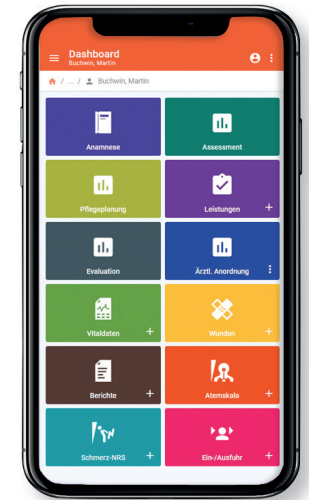 Dashboard
Buchwin, Martin
/ ... / Buchwin, Martin
Anamnese
Assessment
Pflegeplanung
Leistungen +
Evaluation
Ärztl. Anordnung
Vitaldaten +
Wunden +
Berichte +
Atemskala +
Schmerz-NRS +
Ein-/Ausfuhr +